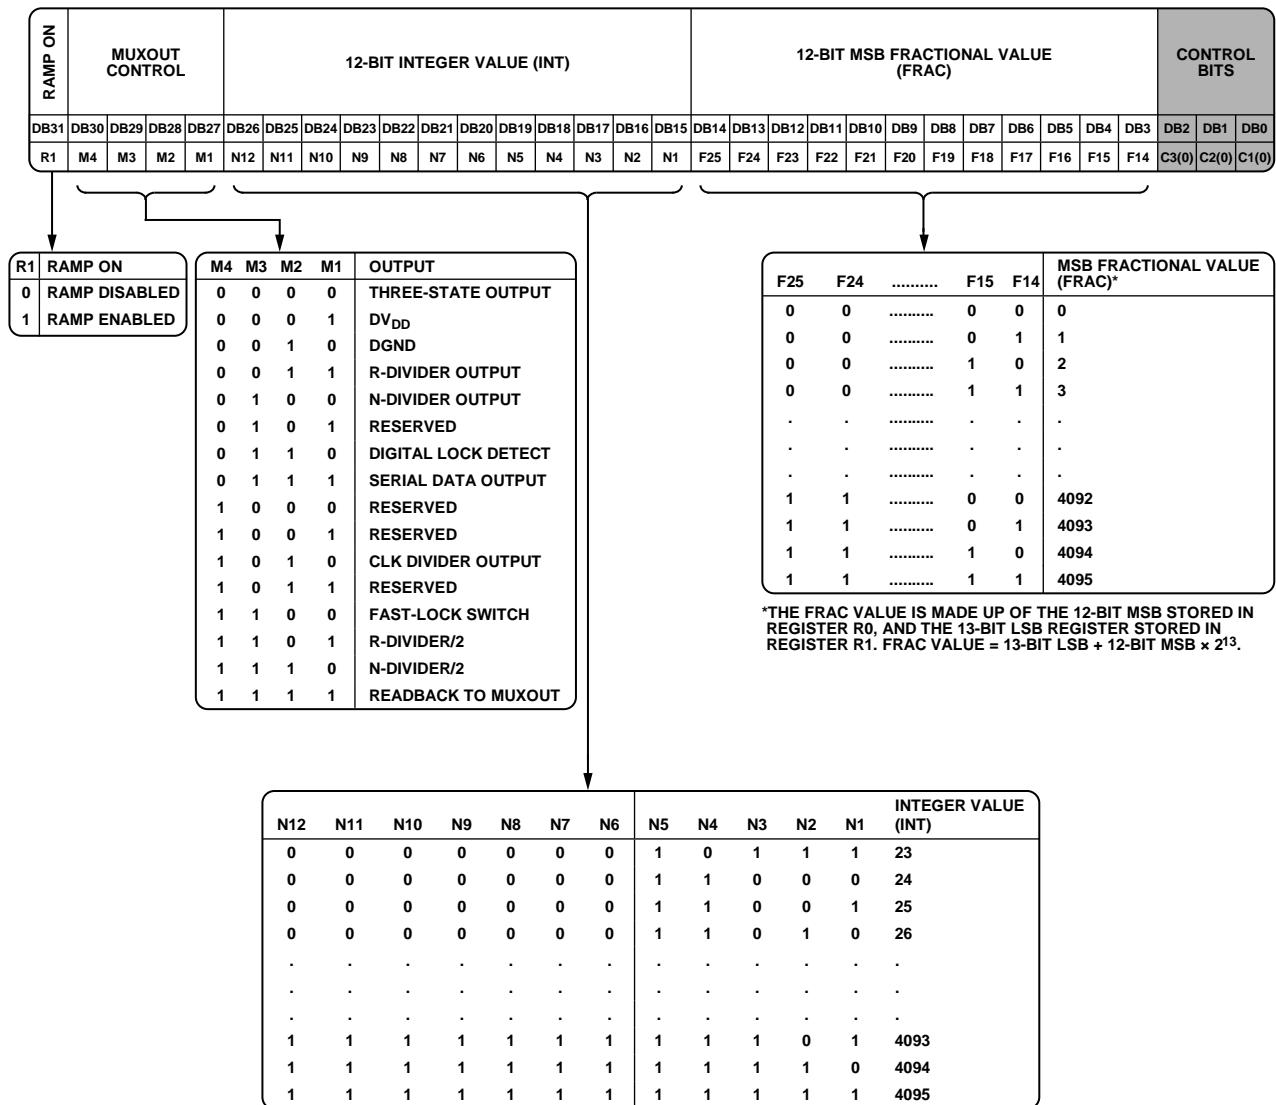 RAMP ON
MUXOUT
CONTROL
12-BIT INTEGER VALUE (INT)
12-BIT MSB FRACTIONAL VALUE
(FRAC)
CONTROL
BITS
DB31 DB30 DB29 DB28 DB27 DB26 DB25 DB24 DB23 DB22 DB21 DB20 DB19 DB18 DB17 DB16 DB15 DB14 DB13 DB12 DB11 DB10 DB9 DB8 DB7 DB6 DB5 DB4 DB3 DB2 DB1 DB0
R1 M4 M3 M2 M1 N12 N11 N10 N9 N8 N7 N6 N5 N4 N3 N2 N1 F25 F24 F23 F22 F21 F20 F19 F18 F17 F16 F15 F14 C3(0) C2(0) C1(0)
R1 RAMP ON
0 RAMP DISABLED
1 RAMP ENABLED
M4 M3 M2 M1 OUTPUT
0 0 0 0 THREE-STATE OUTPUT
0 0 0 1 DVDD
0 0 1 0 DGND
0 0 1 1 R-DIVIDER OUTPUT
0 1 0 0 N-DIVIDER OUTPUT
0 1 0 1 RESERVED
0 1 1 0 DIGITAL LOCK DETECT
0 1 1 1 SERIAL DATA OUTPUT
1 0 0 0 RESERVED
1 0 0 1 RESERVED
1 0 1 0 CLK DIVIDER OUTPUT
1 0 1 1 RESERVED
1 1 0 0 FAST-LOCK SWITCH
1 1 0 1 R-DIVIDER/2
1 1 1 0 N-DIVIDER/2
1 1 1 1 READBACK TO MUXOUT
F25 F24 .......... F15 F14 MSB FRACTIONAL VALUE
(FRAC)*
0 0 .......... 0 0 0
0 0 .......... 0 1 1
0 0 .......... 1 0 2
0 0 .......... 1 1 3
. . .......... . . .
. . .......... . . .
. . .......... . . .
1 1 .......... 0 0 4092
1 1 .......... 0 1 4093
1 1 .......... 1 0 4094
1 1 .......... 1 1 4095
*THE FRAC VALUE IS MADE UP OF THE 12-BIT MSB STORED IN
REGISTER R0, AND THE 13-BIT LSB REGISTER STORED IN
REGISTER R1. FRAC VALUE = 13-BIT LSB + 12-BIT MSB × 2¹³.
N12 N11 N10 N9 N8 N7 N6 N5 N4 N3 N2 N1 INTEGER VALUE
(INT)
0 0 0 0 0 0 0 1 0 1 1 1 23
0 0 0 0 0 0 0 1 1 0 0 0 24
0 0 0 0 0 0 0 1 1 0 0 1 25
0 0 0 0 0 0 0 1 1 0 1 0 26
. . . . . . . . . . . . .
. . . . . . . . . . . . .
. . . . . . . . . . . . .
1 1 1 1 1 1 1 1 1 1 0 1 4093
1 1 1 1 1 1 1 1 1 1 1 0 4094
1 1 1 1 1 1 1 1 1 1 1 1 4095